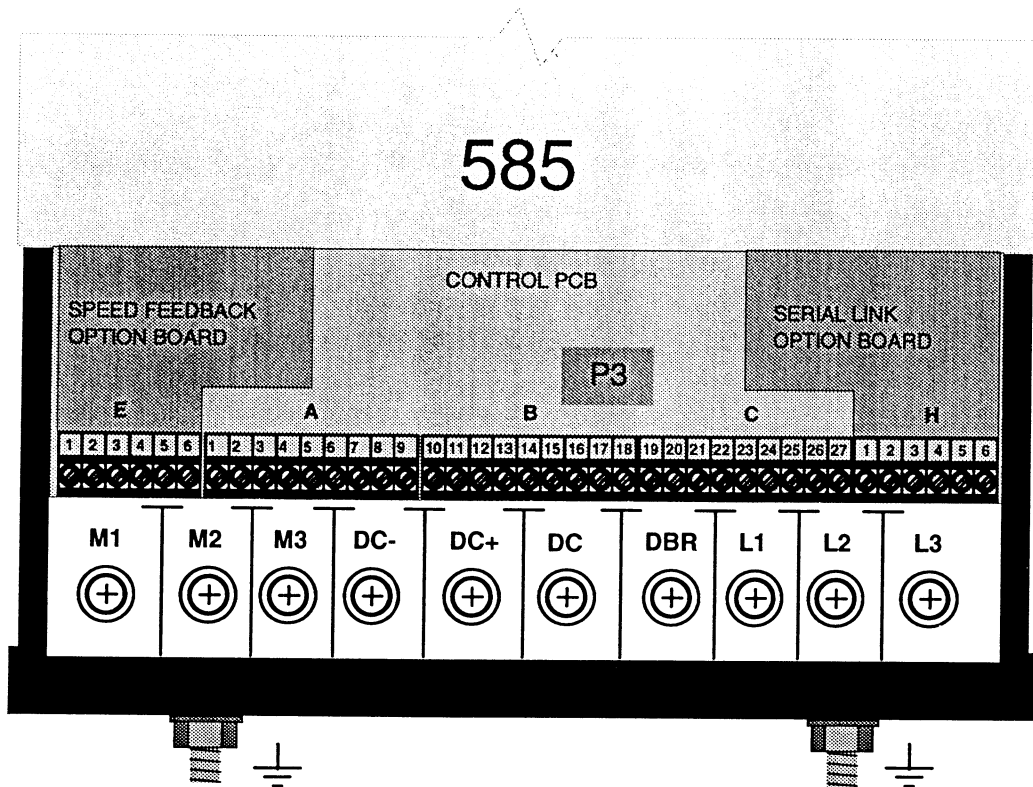 585
CONTROL PCB
SPEED FEEDBACK
OPTION BOARD
SERIAL LINK
OPTION BOARD
P3
E A B C H
1 2 3 4 5 6 1 2 3 4 5 6 7 8 9 10 11 12 13 14 15 16 17 18 19 20 21 22 23 24 25 26 27 1 2 3 4 5 6
M1 M2 M3 DC- DC+ DC DBR L1 L2 L3